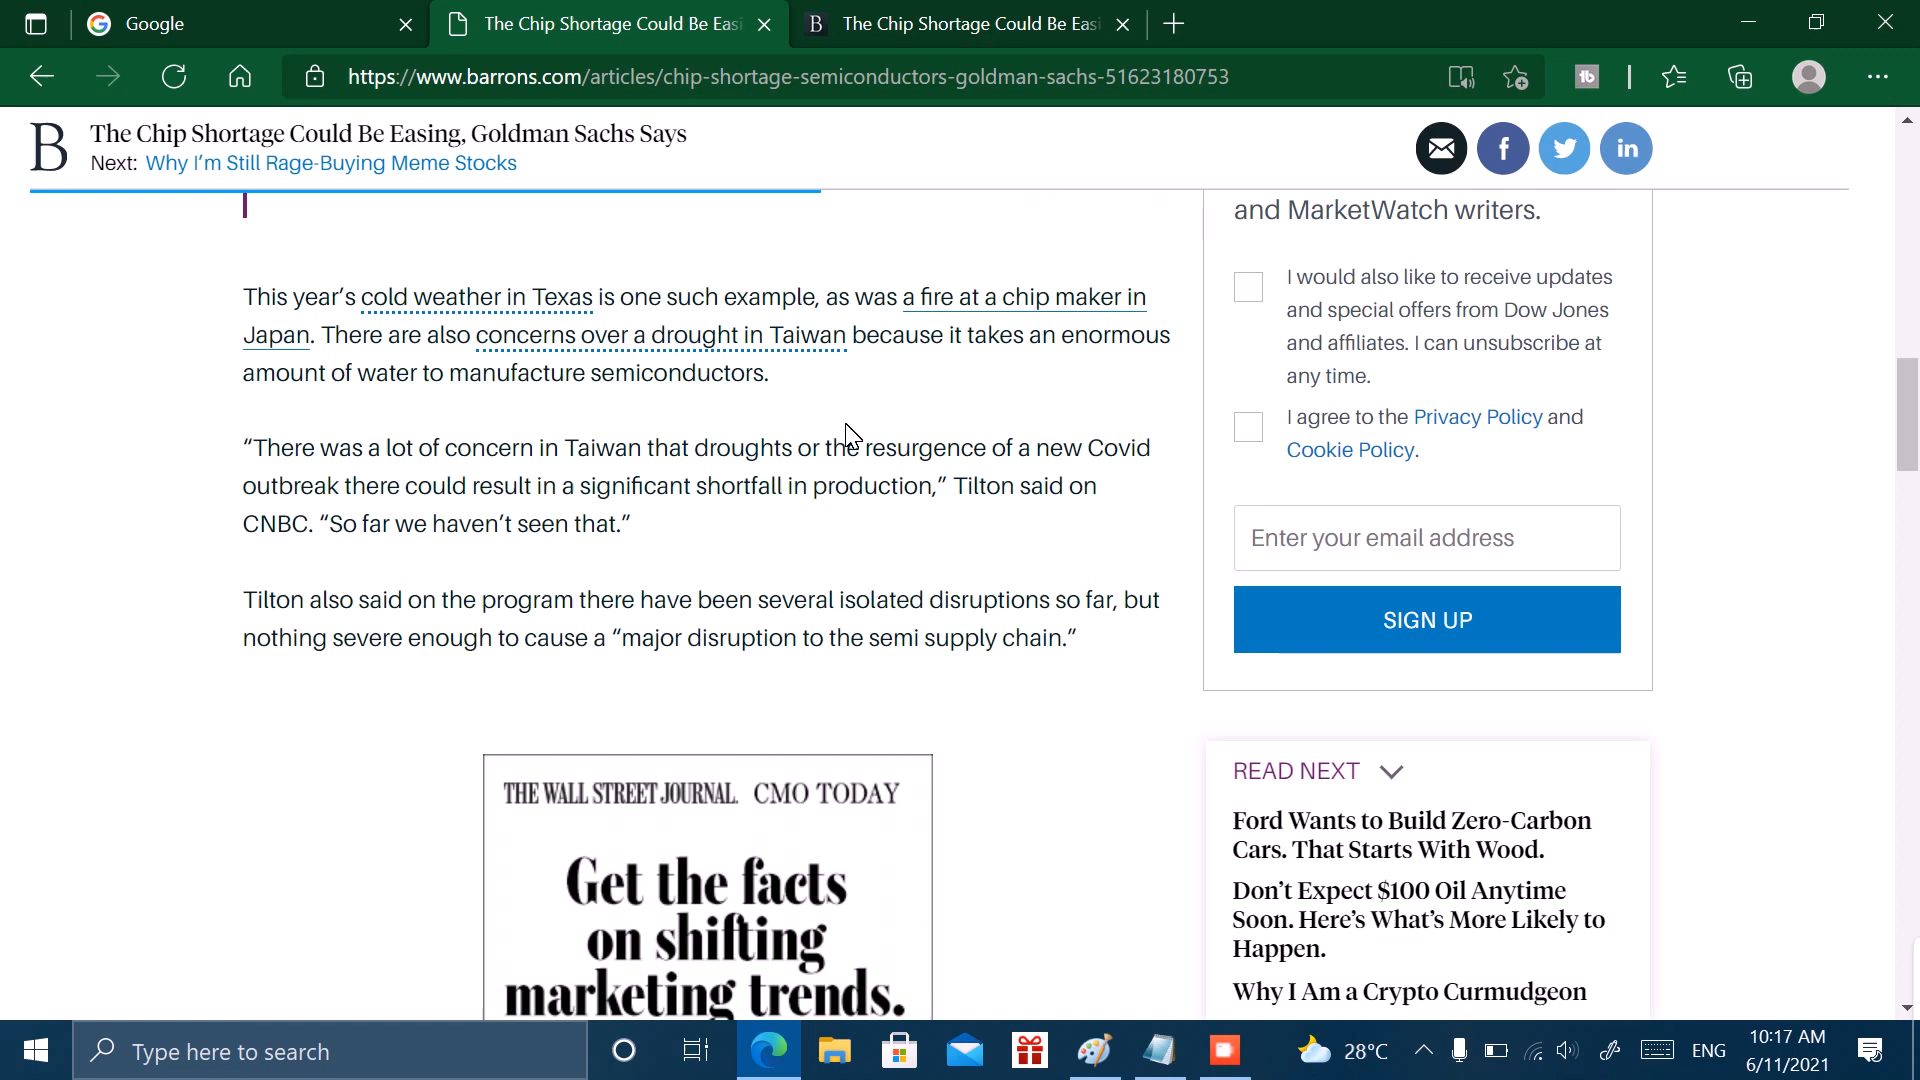 Google
The Chip Shortage Could Be Easi
B The Chip Shortage Could Be Easi
https://www.barrons.com/articles/chip-shortage-semiconductors-goldman-sachs-51623180753
tb
B
The Chip Shortage Could Be Easing, Goldman Sachs Says
Next: Why I'm Still Rage-Buying Meme Stocks
f
in
This year's cold weather in Texas is one such example, as was a fire at a chip maker in
Japan. There are also concerns over a drought in Taiwan because it takes an enormous
amount of water to manufacture semiconductors.
“There was a lot of concern in Taiwan that droughts or the resurgence of a new Covid
outbreak there could result in a significant shortfall in production,” Tilton said on
CNBC. “So far we haven't seen that.”
Tilton also said on the program there have been several isolated disruptions so far, but
nothing severe enough to cause a “major disruption to the semi supply chain.”
THE WALL STREET JOURNAL. CMO TODAY
Get the facts
on shifting
marketing trends.
and MarketWatch writers.
I would also like to receive updates
and special offers from Dow Jones
and affiliates. I can unsubscribe at
any time.
I agree to the Privacy Policy and
Cookie Policy.
Enter your email address
SIGN UP
READ NEXT
Ford Wants to Build Zero-Carbon
Cars. That Starts With Wood.
Don't Expect $100 Oil Anytime
Soon. Here's What's More Likely to
Happen.
Why I Am a Crypto Curmudgeon
Type here to search
28°C
ENG
10:17 AM
6/11/2021